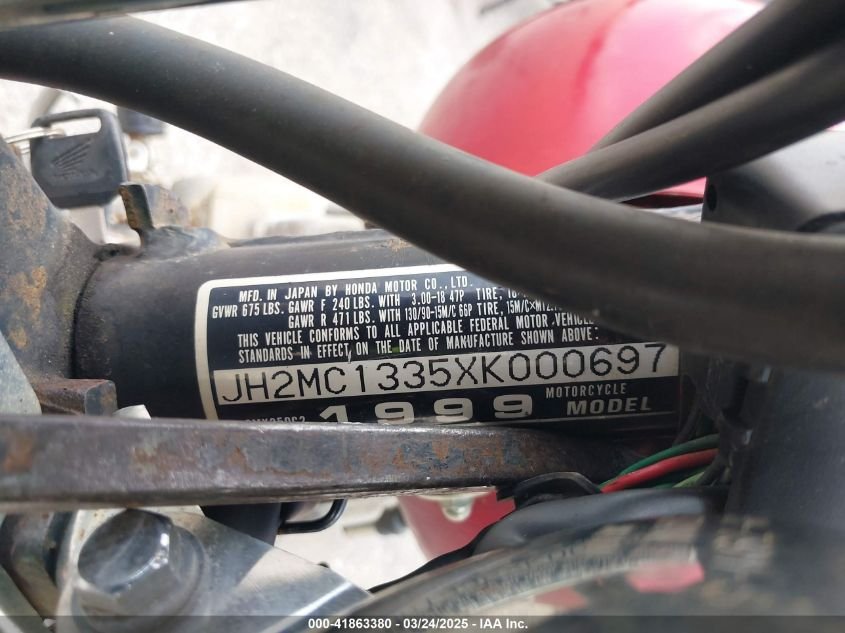 MFD. IN JAPAN BY HONDA MOTOR CO.,LTD.
GVWR 675 LBS. GAWR F 240 LBS. WITH 3.00-18 47P TIRE,
GAWR R 471 LBS. WITH 130/90-15M/C 66P TIRE, 15M/C×MT2.
THIS VEHICLE CONFORMS TO ALL APPLICABLE FEDERAL MOTOR VEHICLE
STANDARDS IN EFFECT ON THE DATE OF MANUFACTURE SHOWN ABOVE.
JH2MC1335XK000697
1999 MOTORCYCLE MODEL
000-41863380 - 03/24/2025 - IAA Inc.